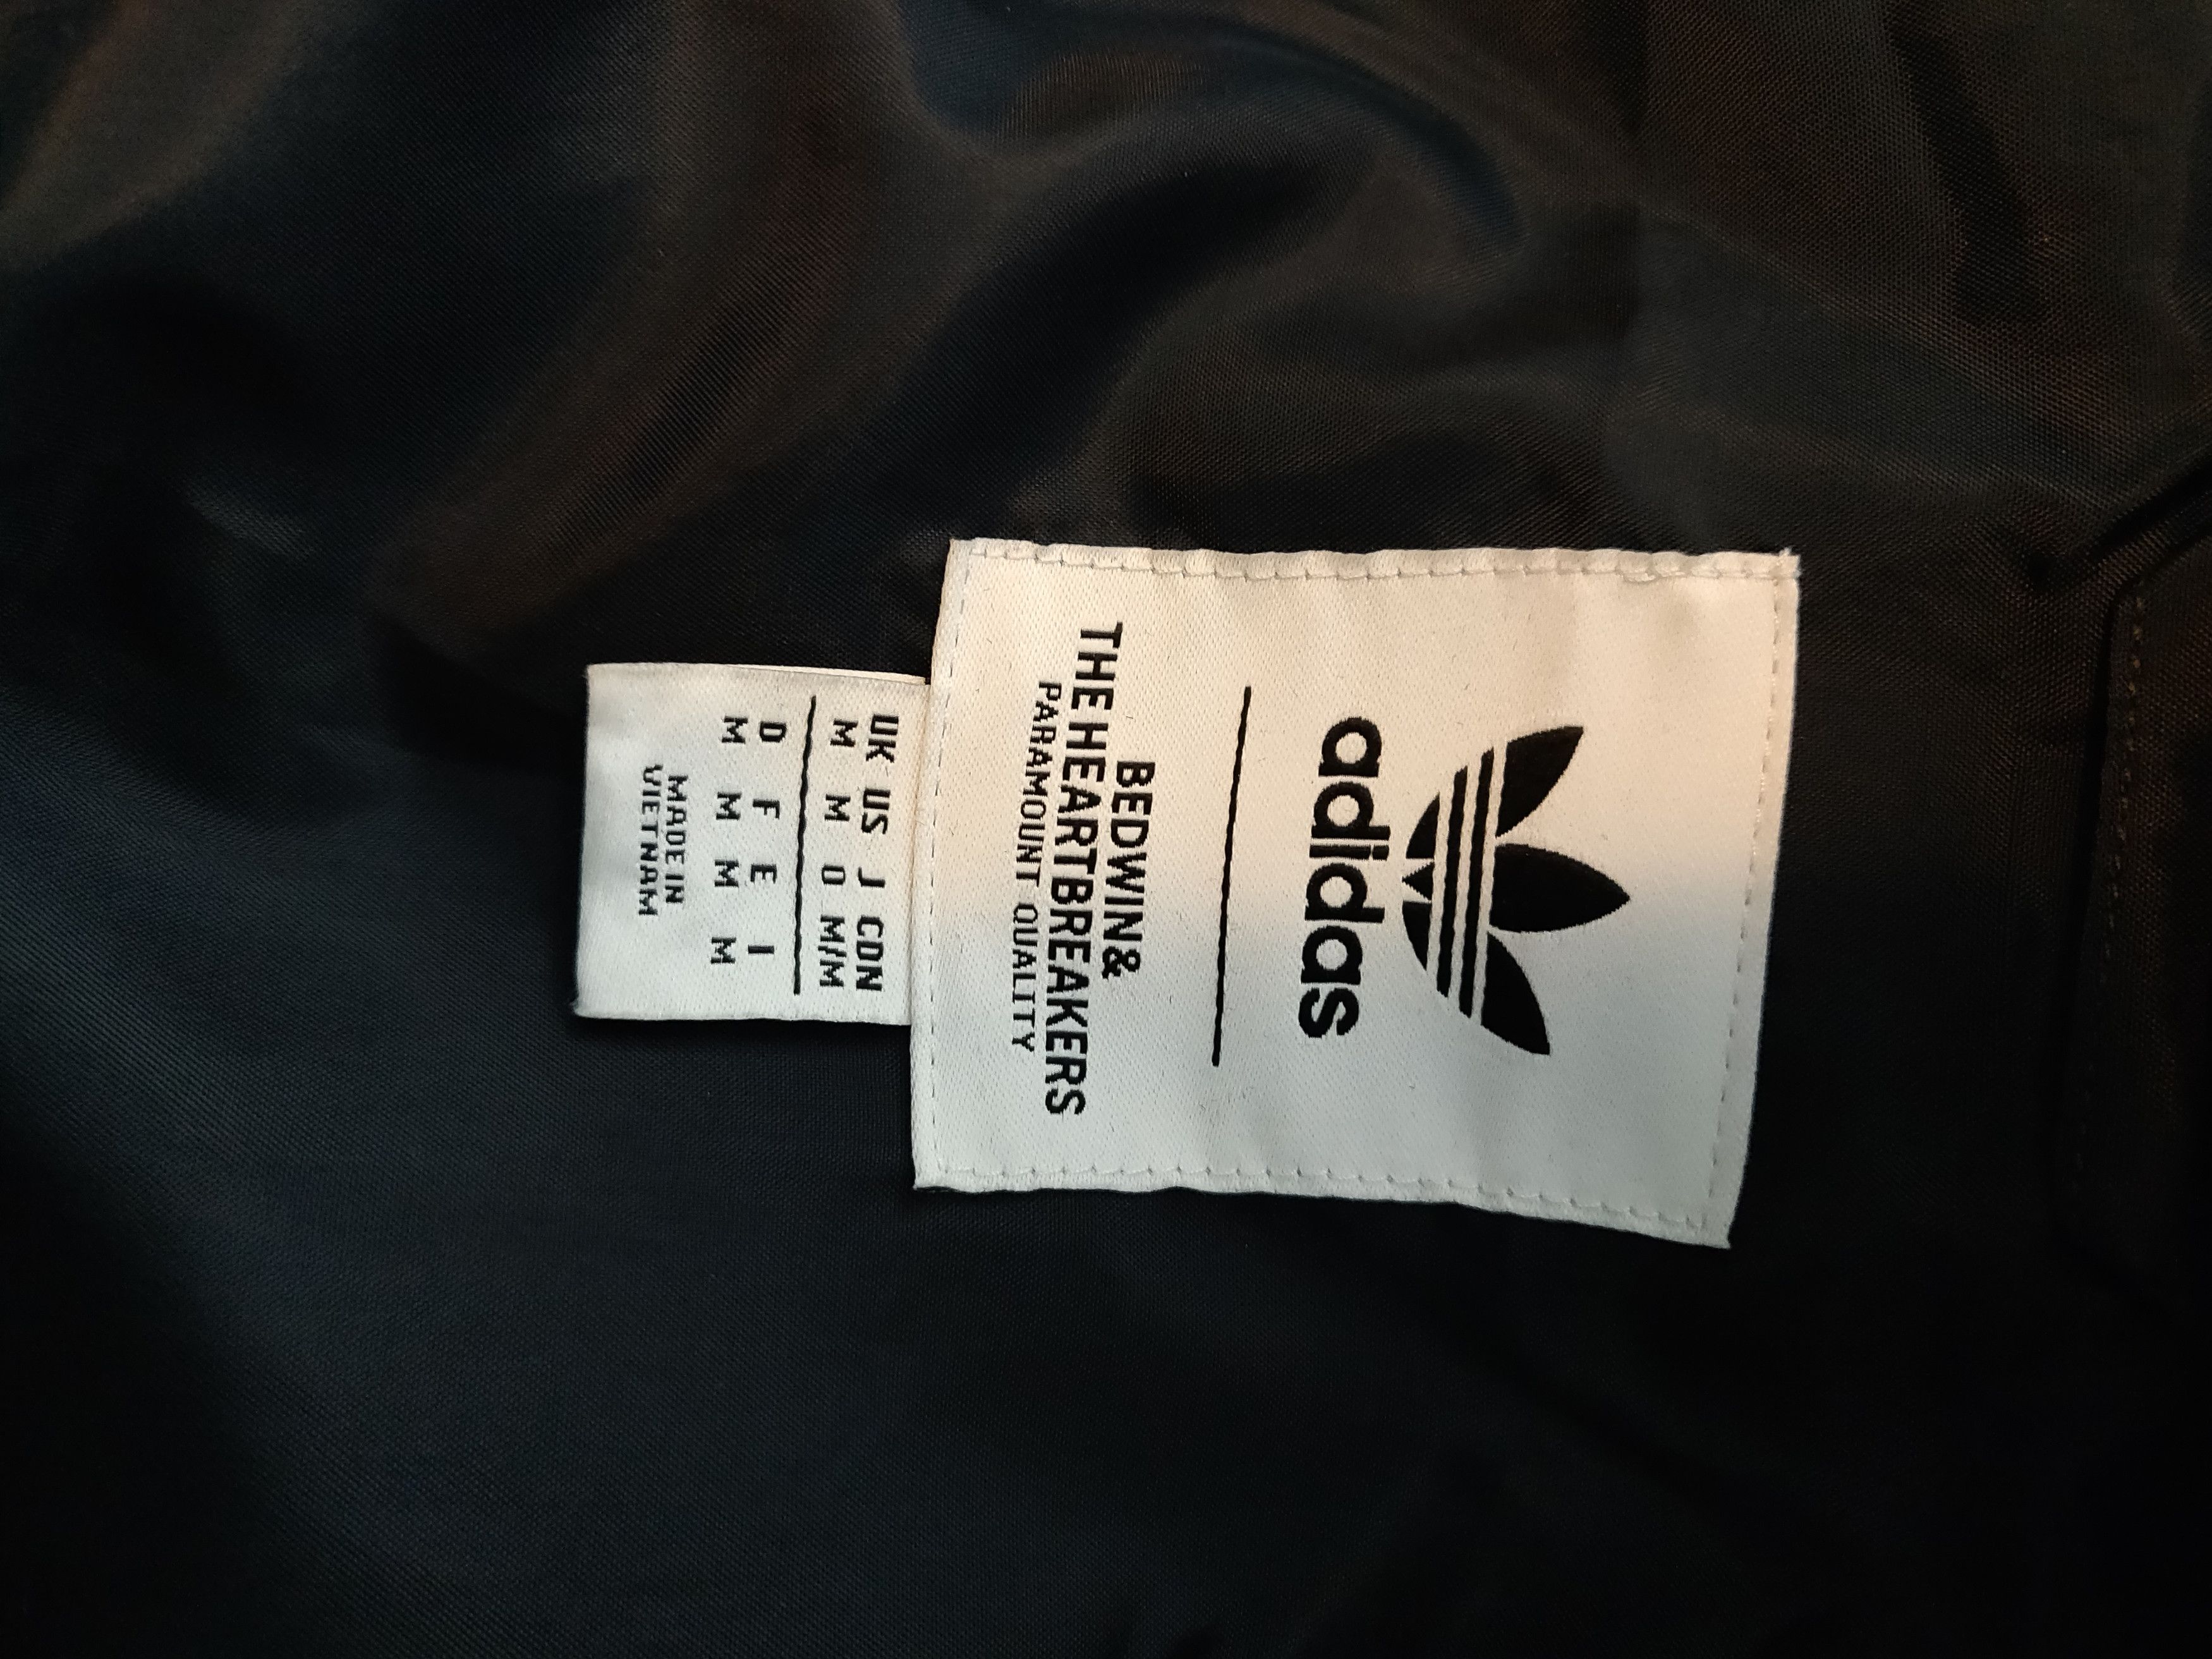 adidas
BEDWIN&
THE HEARTBREAKERS
PARAMOUNT QUALITY
UK US J CDN
M M O M/M
D F E I
M M M M
MADE IN
VIETNAM